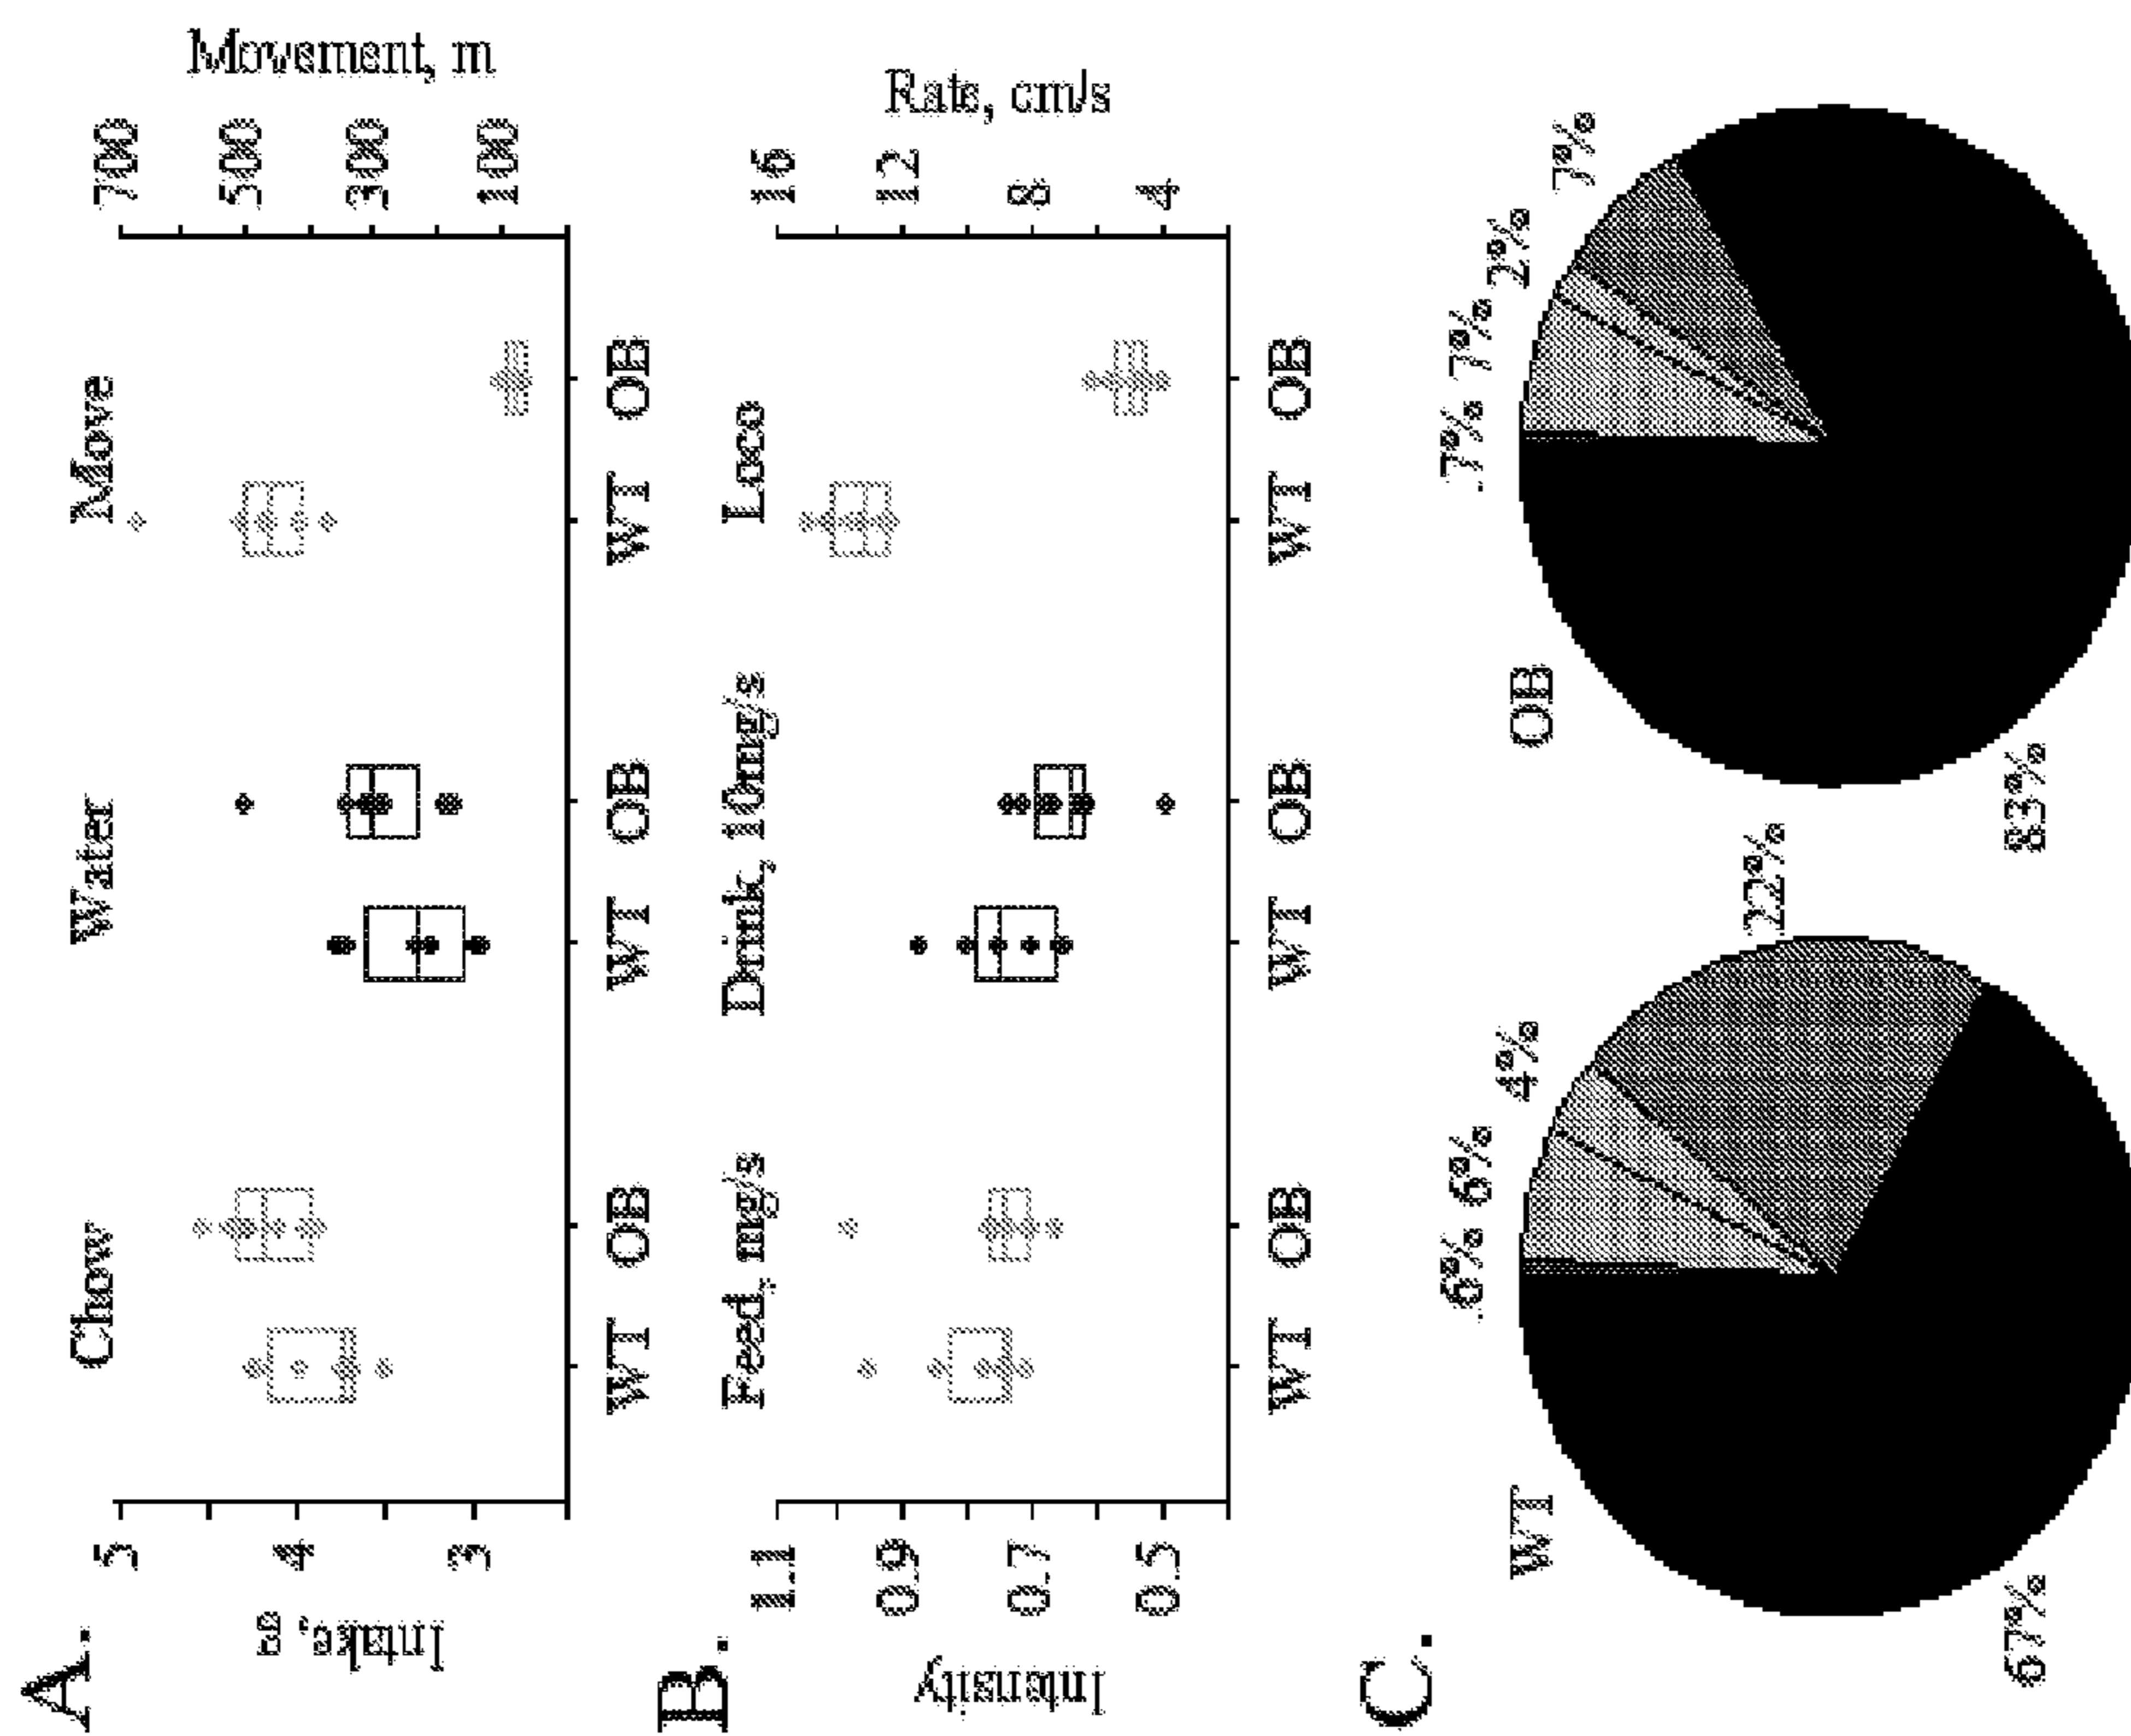 A.
Chow Water Move
Intake, g
5
4
3
Movement, m
700
500
300
100
WT OB WT OB WT OB
B.
Feed, mg/s Drink, 10mg/s Loco
Intensity
1.1
0.9
0.7
0.5
Rate, cm/s
16
12
8
4
WT OB WT OB WT OB
C.
WT
.6% 6% 4%
22%
67%
OB
.7% 7% 2% 7%
83%